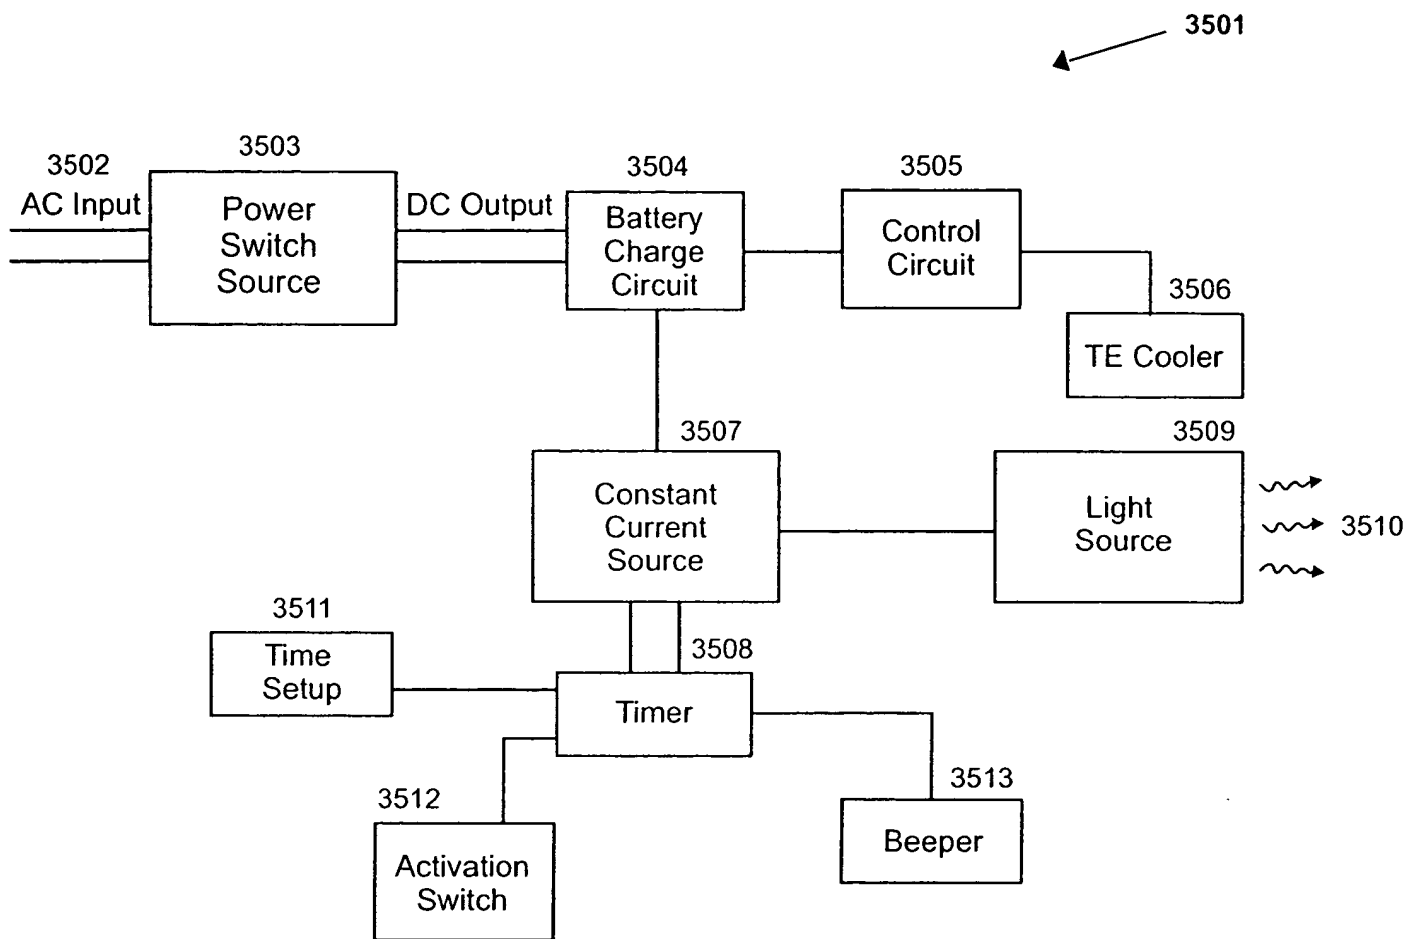 3501
3502
AC Input
3503
Power
Switch
Source
DC Output
3504
Battery
Charge
Circuit
3505
Control
Circuit
3506
TE Cooler
3507
Constant
Current
Source
3509
Light
Source
3510
3511
Time
Setup
3508
Timer
3512
Activation
Switch
3513
Beeper